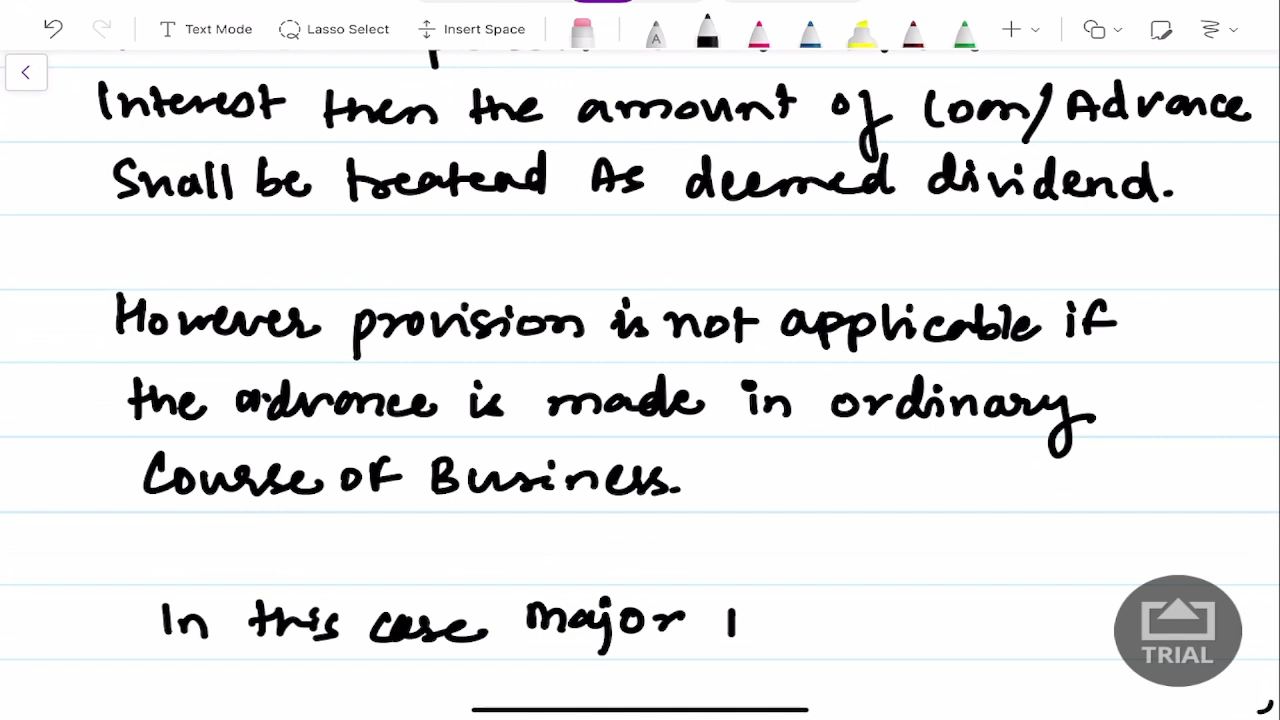 Text Mode Lasso Select Insert Space
Interest then the amount of Loan/Advance
Shall be treatead As deemed dividend.
However provision is not applicable if
the advance is made in ordinary
Course of Business.
In this case major
TRIAL